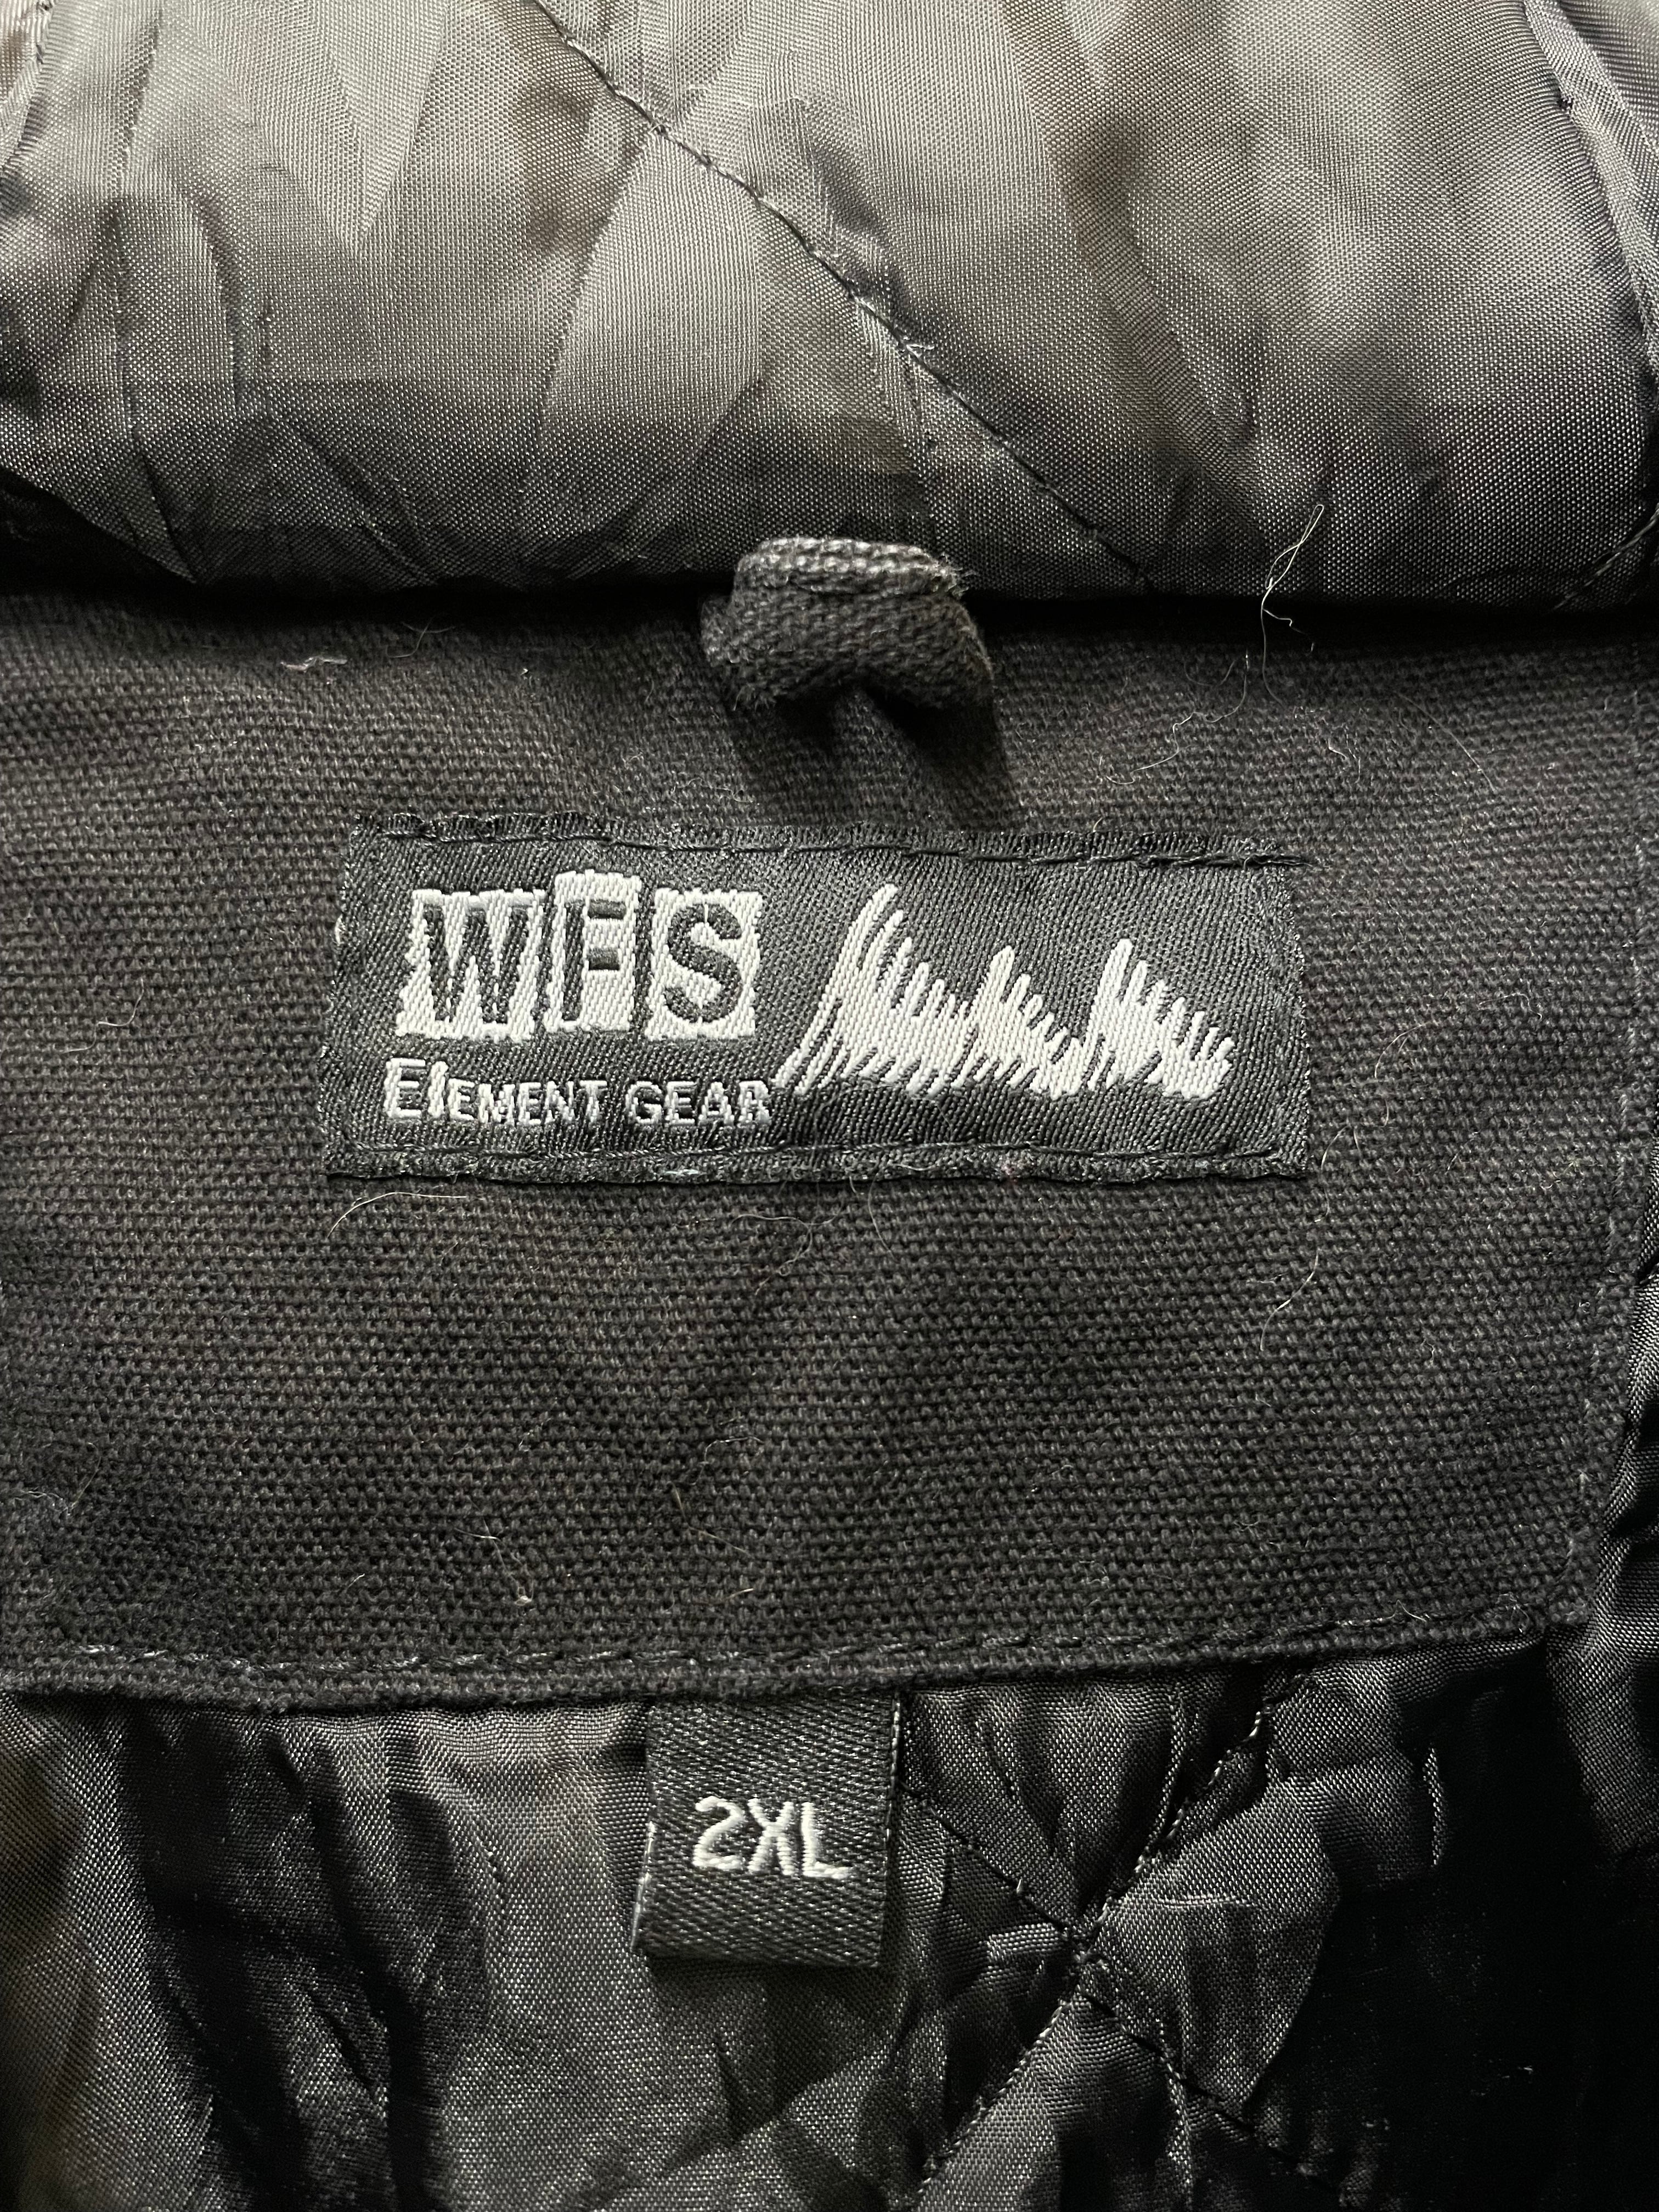 WFS
ElEMENT GEAR
2XL